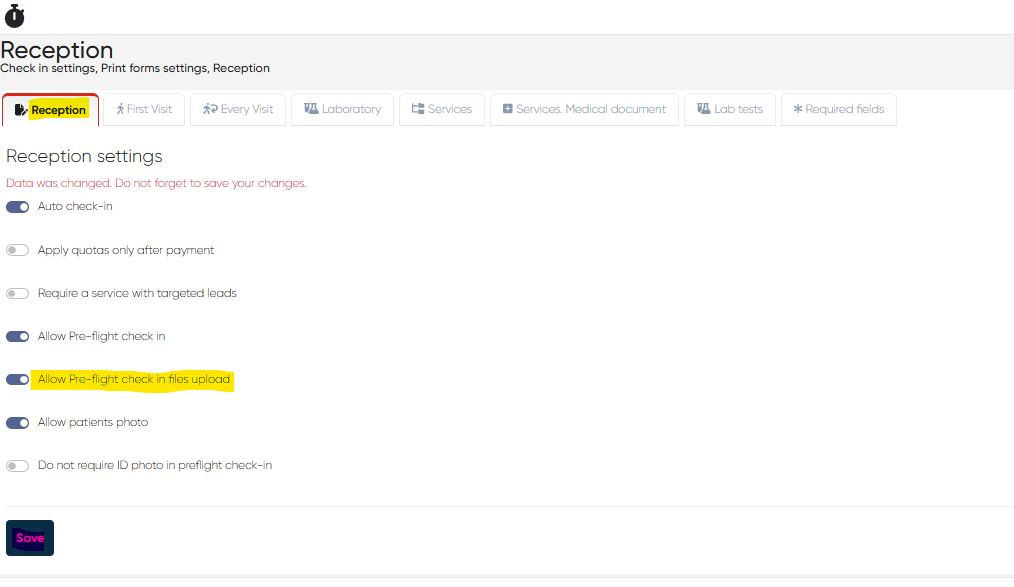 Reception
Check in settings, Print forms settings, Reception
Reception First Visit Every Visit Laboratory Services Services. Medical document Lab tests Required fields
Reception settings
Data was changed. Do not forget to save your changes.
Auto check-in
Apply quotas only after payment
Require a service with targeted leads
Allow Pre-flight check in
Allow Pre-flight check in files upload
Allow patients photo
Do not require ID photo in preflight check-in
Save